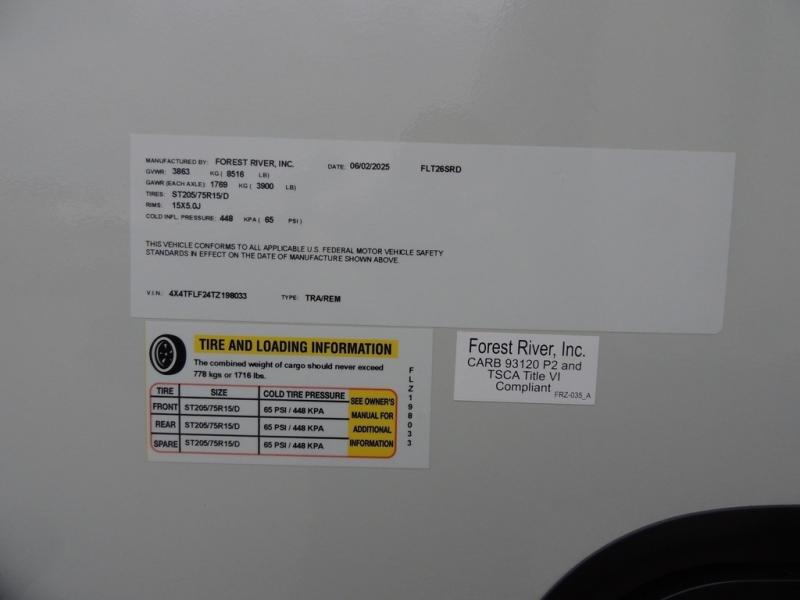 MANUFACTURED BY: FOREST RIVER, INC. DATE: 06/02/2025 FLT26SRD
GVWR: 3863 KG ( 8516 LB)
GAWR (EACH AXLE): 1769 KG ( 3900 LB)
TIRES: ST205/75R15/D
RIMS: 15X5.0J
COLD INFL. PRESSURE: 448 KPA ( 65 PSI )
THIS VEHICLE CONFORMS TO ALL APPLICABLE U.S. FEDERAL MOTOR VEHICLE SAFETY
STANDARDS IN EFFECT ON THE DATE OF MANUFACTURE SHOWN ABOVE.
V.I.N.: 4X4TFLF24TZ198033 TYPE: TRA/REM
TIRE AND LOADING INFORMATION
The combined weight of cargo should never exceed
778 kgs or 1716 lbs.
TIRE SIZE COLD TIRE PRESSURE
FRONT ST205/75R15/D 65 PSI / 448 KPA
REAR ST205/75R15/D 65 PSI / 448 KPA
SPARE ST205/75R15/D 65 PSI / 448 KPA
SEE OWNER'S
MANUAL FOR
ADDITIONAL
INFORMATION
FLZ198033
Forest River, Inc.
CARB 93120 P2 and
TSCA Title VI
Compliant
FRZ-035_A